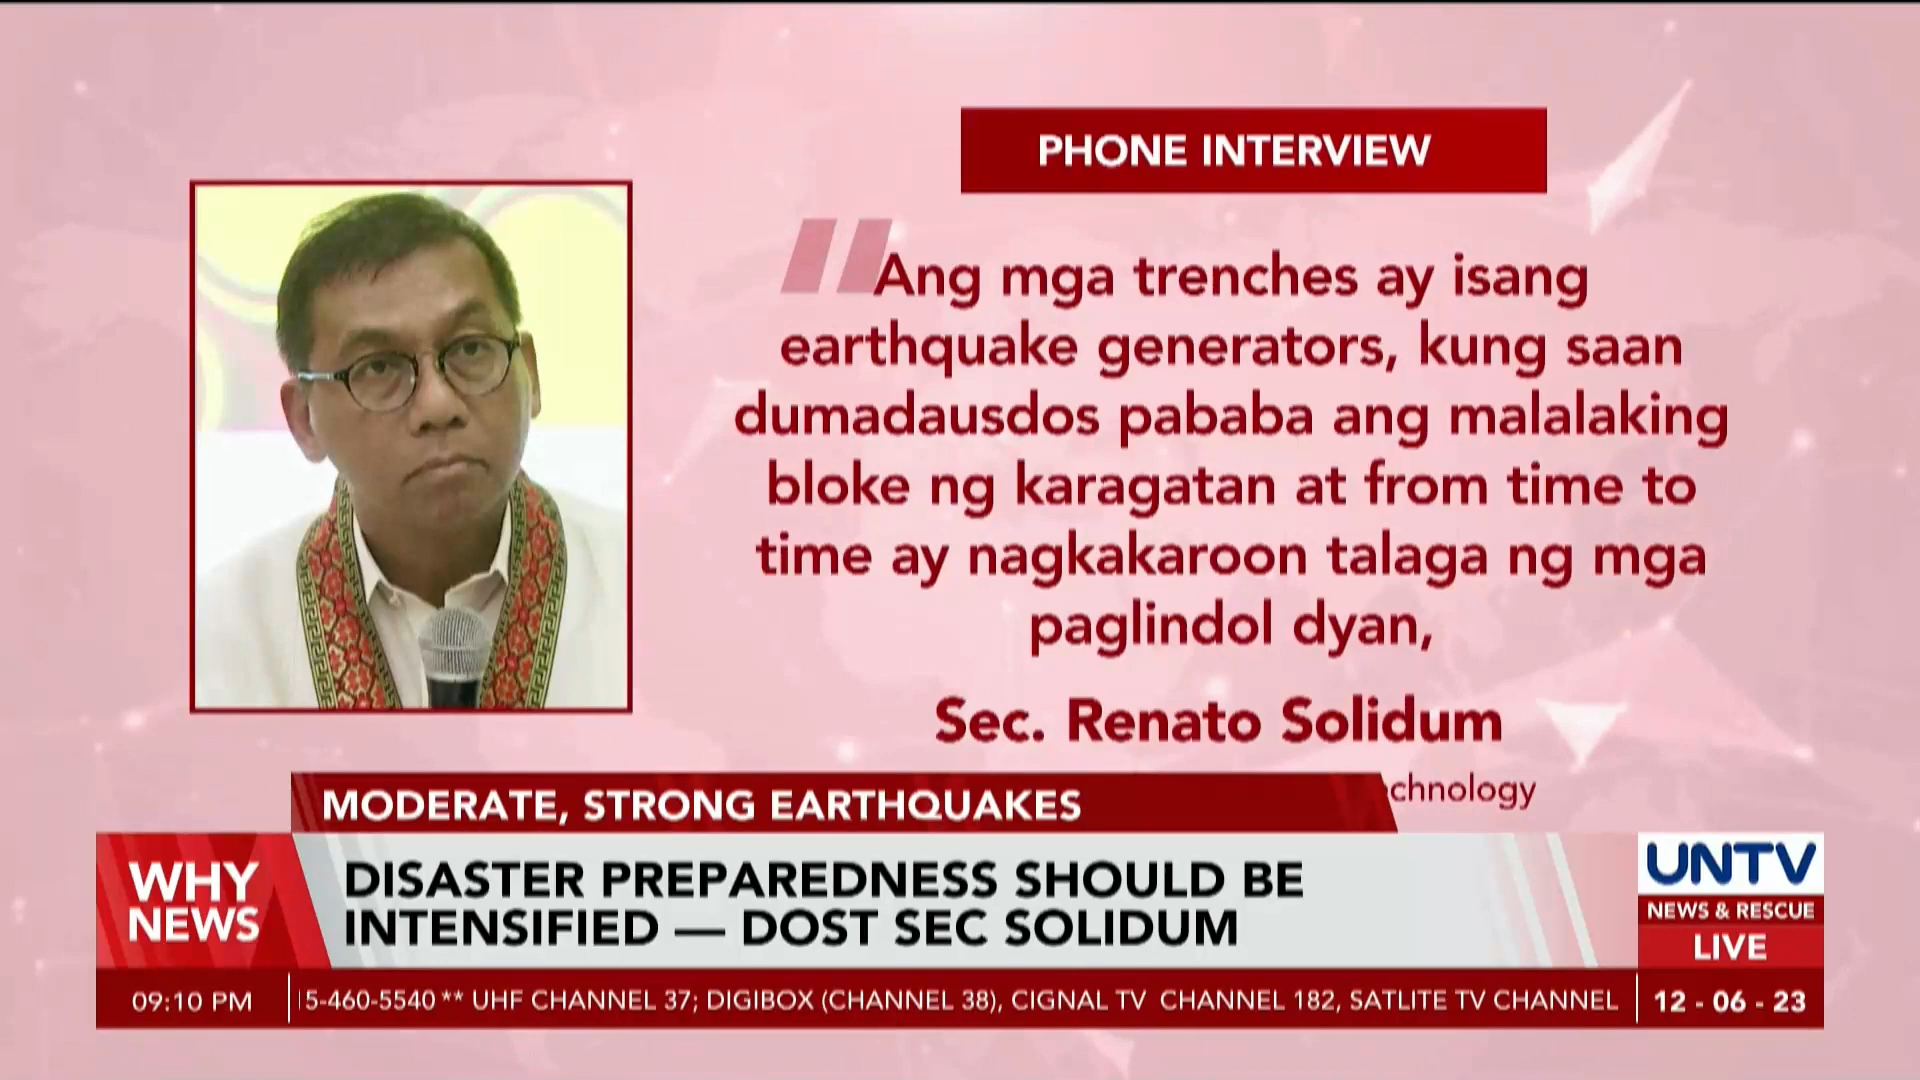 PHONE INTERVIEW
Ang mga trenches ay isang
earthquake generators, kung saan
dumadausdos pababa ang malalaking
bloke ng karagatan at from time to
time ay nagkakaroon talaga ng mga
paglindol dyan,
Sec. Renato Solidum
chnology
MODERATE, STRONG EARTHQUAKES
WHY
NEWS
DISASTER PREPAREDNESS SHOULD BE
INTENSIFIED — DOST SEC SOLIDUM
UNTV
NEWS & RESCUE
LIVE
09:10 PM
5-460-5540 ** UHF CHANNEL 37; DIGIBOX (CHANNEL 38), CIGNAL TV CHANNEL 182, SATLITE TV CHANNEL
12 - 06 - 23